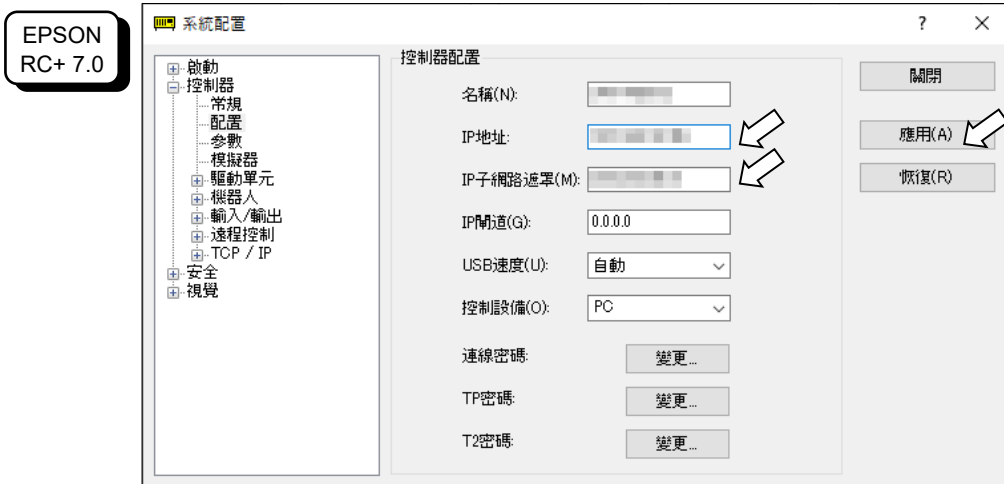 EPSON
RC+ 7.0
系統配置
啟動
控制器
常規
配置
参數
模擬器
驅動單元
機器人
輸入/輸出
遠程控制
TCP / IP
安全
視覺
控制器配置
名稱(N):
IP地址:
IP子網路遮罩(M):
IP閘道(G):
0.0.0.0
USB速度(U):
自動
控制設備(O):
PC
連線密碼:
變更...
TP密碼:
變更...
T2密碼:
變更...
關閉
應用(A)
恢復(R)